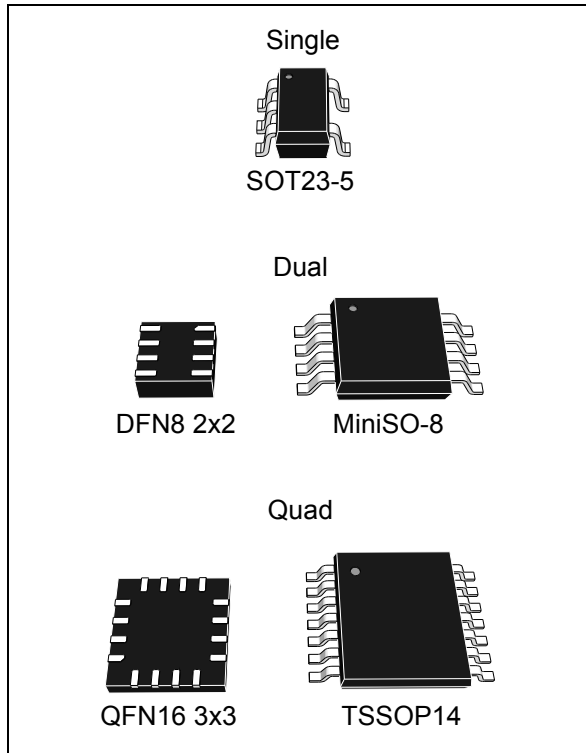 Single
SOT23-5
Dual
DFN8 2x2
MiniSO-8
Quad
QFN16 3x3
TSSOP14